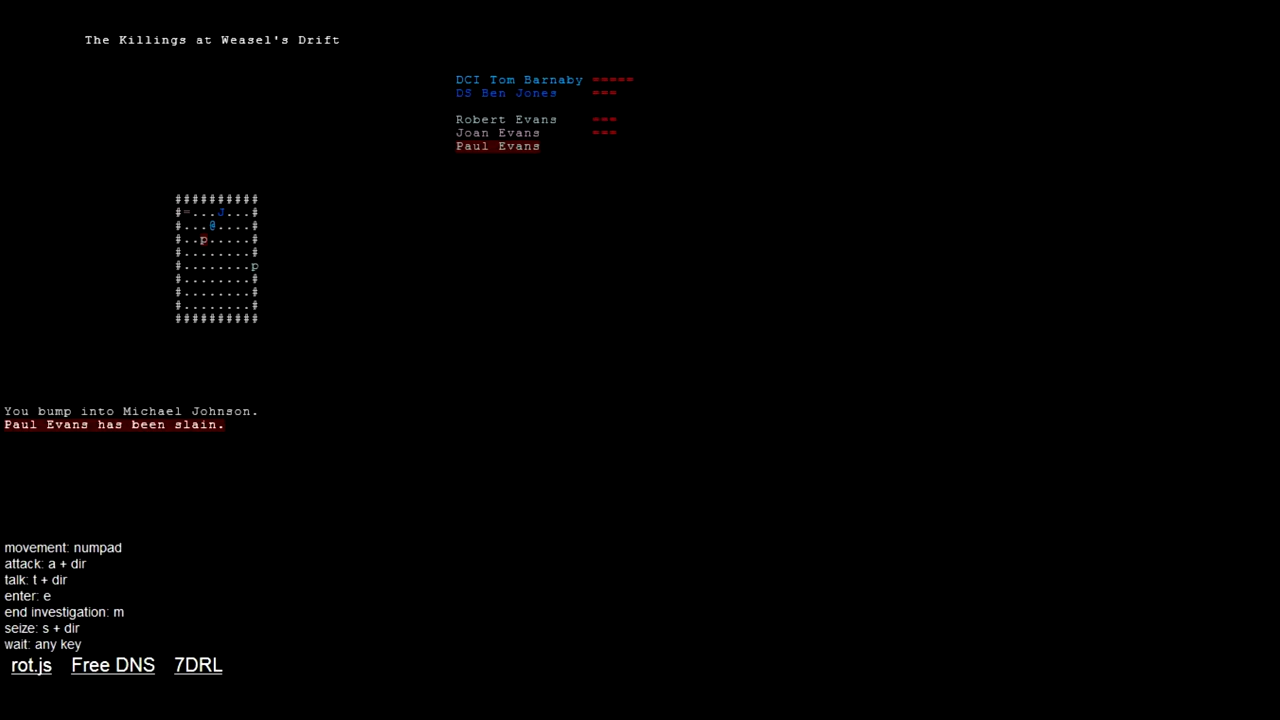 The Killings at Weasel's Drift
DCI Tom Barnaby =====
DS Ben Jones ===
Robert Evans ===
Joan Evans ===
Paul Evans
##########
#=...J...#
#...@....#
#..p.....#
#........#
#........p
#........#
#........#
#........#
##########
You bump into Michael Johnson.
Paul Evans has been slain.
movement: numpad
attack: a + dir
talk: t + dir
enter: e
end investigation: m
seize: s + dir
wait: any key
rot.js Free DNS 7DRL